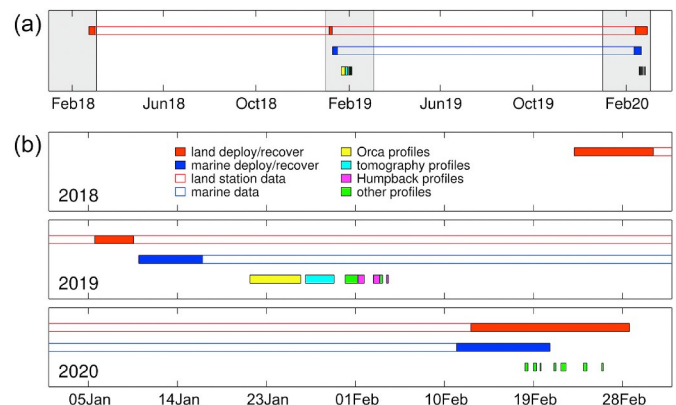 (a)
Feb18 Jun18 Oct18 Feb19 Jun19 Oct19 Feb20
(b)
land deploy/recover Orca profiles
marine deploy/recover tomography profiles
land station data Humpback profiles
marine data other profiles
2018
2019
2020
05Jan 14Jan 23Jan 01Feb 10Feb 19Feb 28Feb